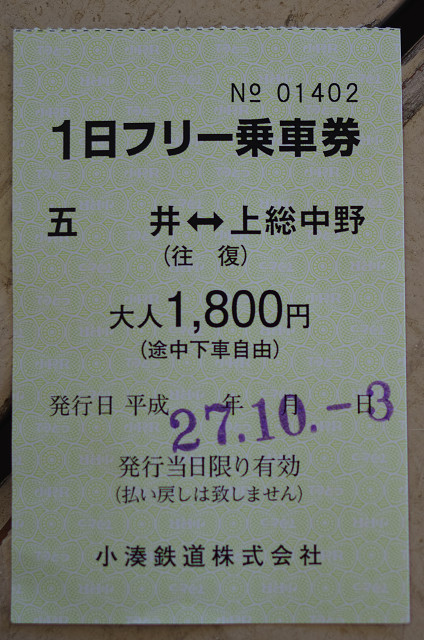 № 01402
1日フリー乗車券
五 井↔上総中野
(往 復)
大人1,800円
(途中下車自由)
発行日 平成 年 月 日
27.10.-3
発行当日限り有効
(払い戻しは致しません)
小湊鉄道株式会社